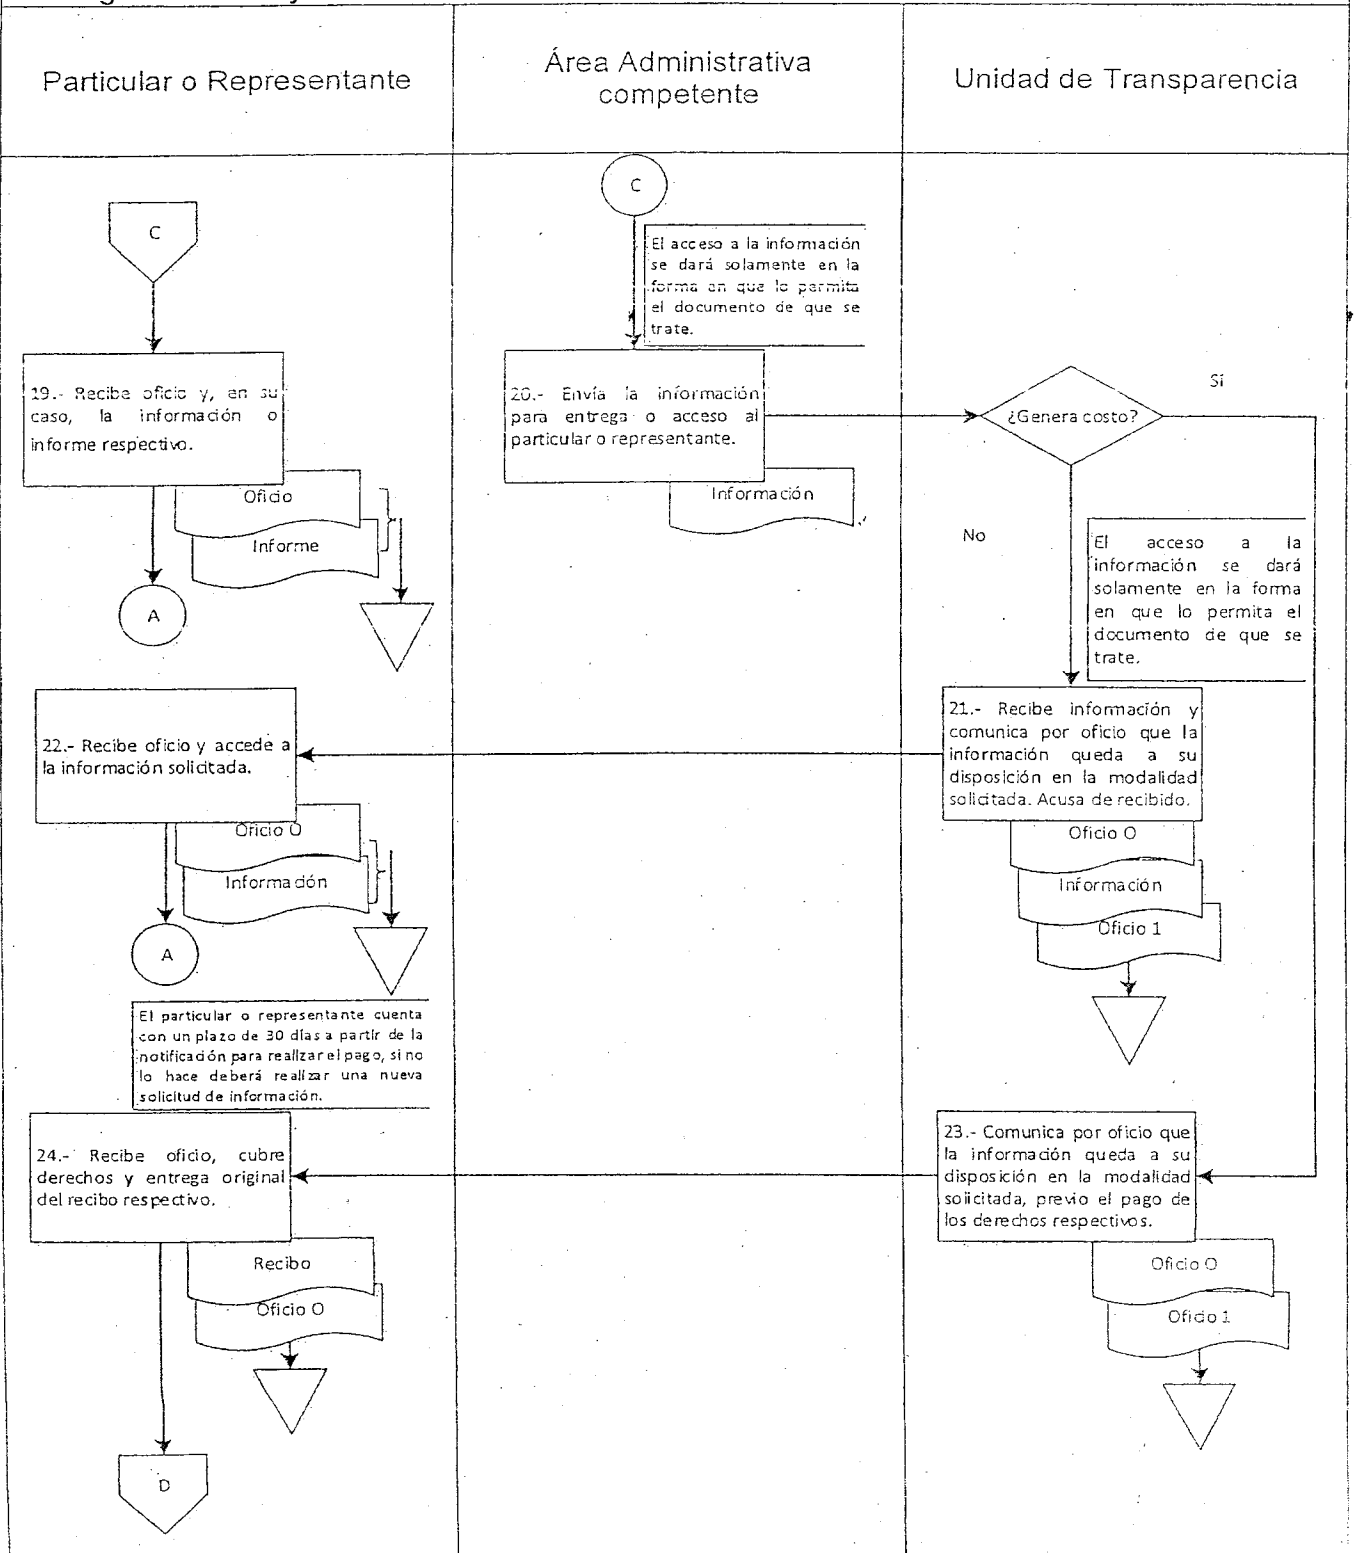 Particular o Representante
Área Administrativa
competente
Unidad de Transparencia
C
C
El acceso a la información
se dará solamente en la
forma en que lo permita
el documento de que se
trate.
19.- Recibe oficio y, en su
caso, la información o
informe respectivo.
Oficio
Informe
A
20.- Envía la información
para entrega o acceso al
particular o representante.
Información
¿Genera costo?
Sí
No
El acceso a la
información se dará
solamente en la forma
en que lo permita el
documento de que se
trate.
21.- Recibe información y
comunica por oficio que la
información queda a su
disposición en la modalidad
solicitada. Acusa de recibido.
Oficio O
Información
Oficio 1
22.- Recibe oficio y accede a
la información solicitada.
Oficio O
Información
A
El particular o representante cuenta
con un plazo de 30 días a partir de la
notificación para realizar el pago, si no
lo hace deberá realizar una nueva
solicitud de información.
23.- Comunica por oficio que
la información queda a su
disposición en la modalidad
solicitada, previo el pago de
los derechos respectivos.
Oficio O
Oficio 1
24.- Recibe oficio, cubre
derechos y entrega original
del recibo respectivo.
Recibo
Oficio O
D